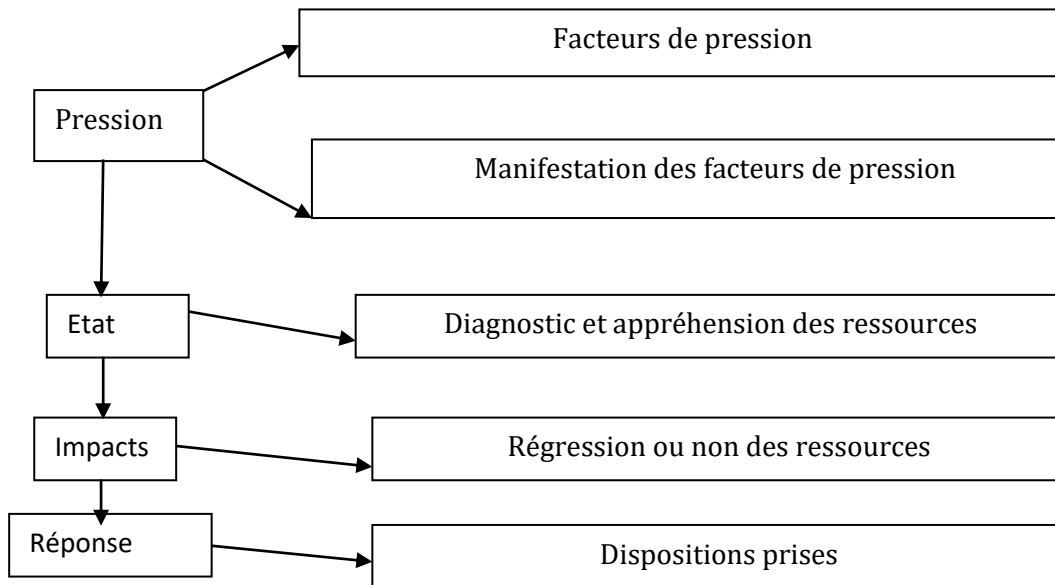 Facteurs de pression
Pression
Manifestation des facteurs de pression
Etat
Diagnostic et appréhension des ressources
Impacts
Régression ou non des ressources
Réponse
Dispositions prises